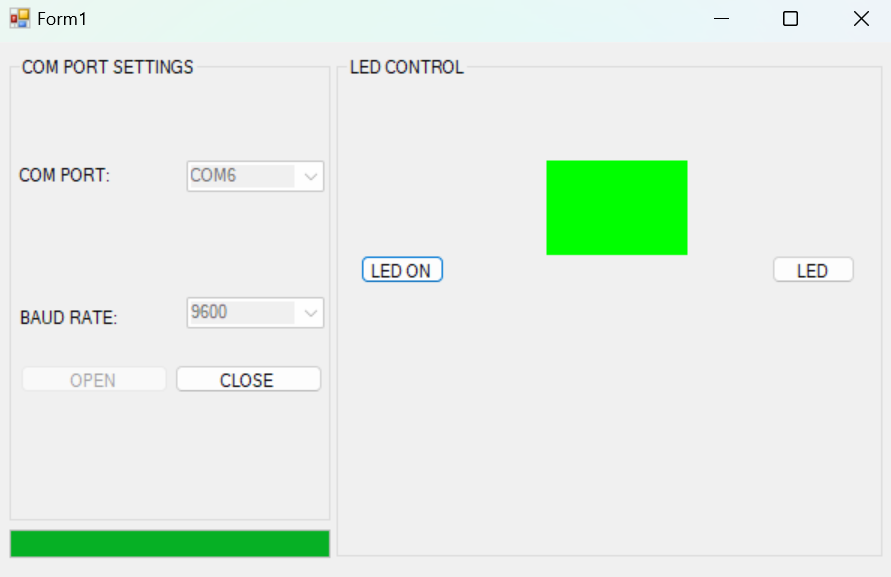 Form1
COM PORT SETTINGS
COM PORT:
COM6
BAUD RATE:
9600
OPEN
CLOSE
LED CONTROL
LED ON
LED